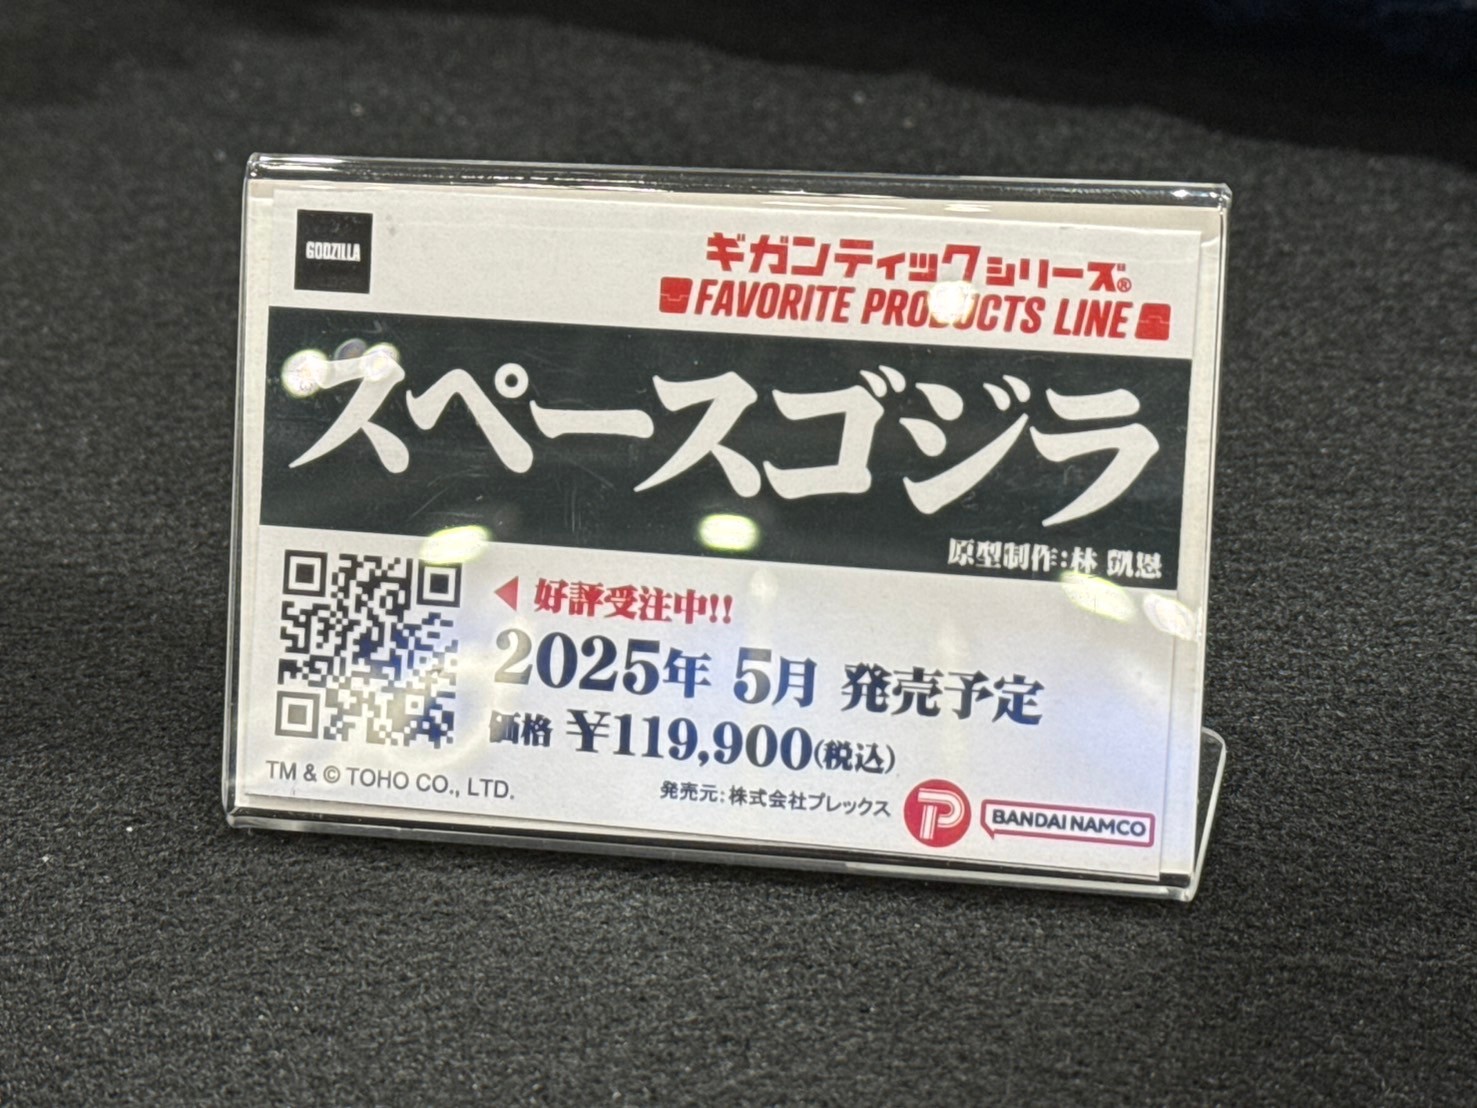 GODZILLA
ギガンティックシリーズ®
FAVORITE PRODUCTS LINE
スペースゴジラ
原型制作:林 凱恩
◀ 好評受注中!!
2025年 5月 発売予定
価格 ¥119,900(税込)
TM & © TOHO CO., LTD.
発売元:株式会社プレックス
BANDAI NAMCO